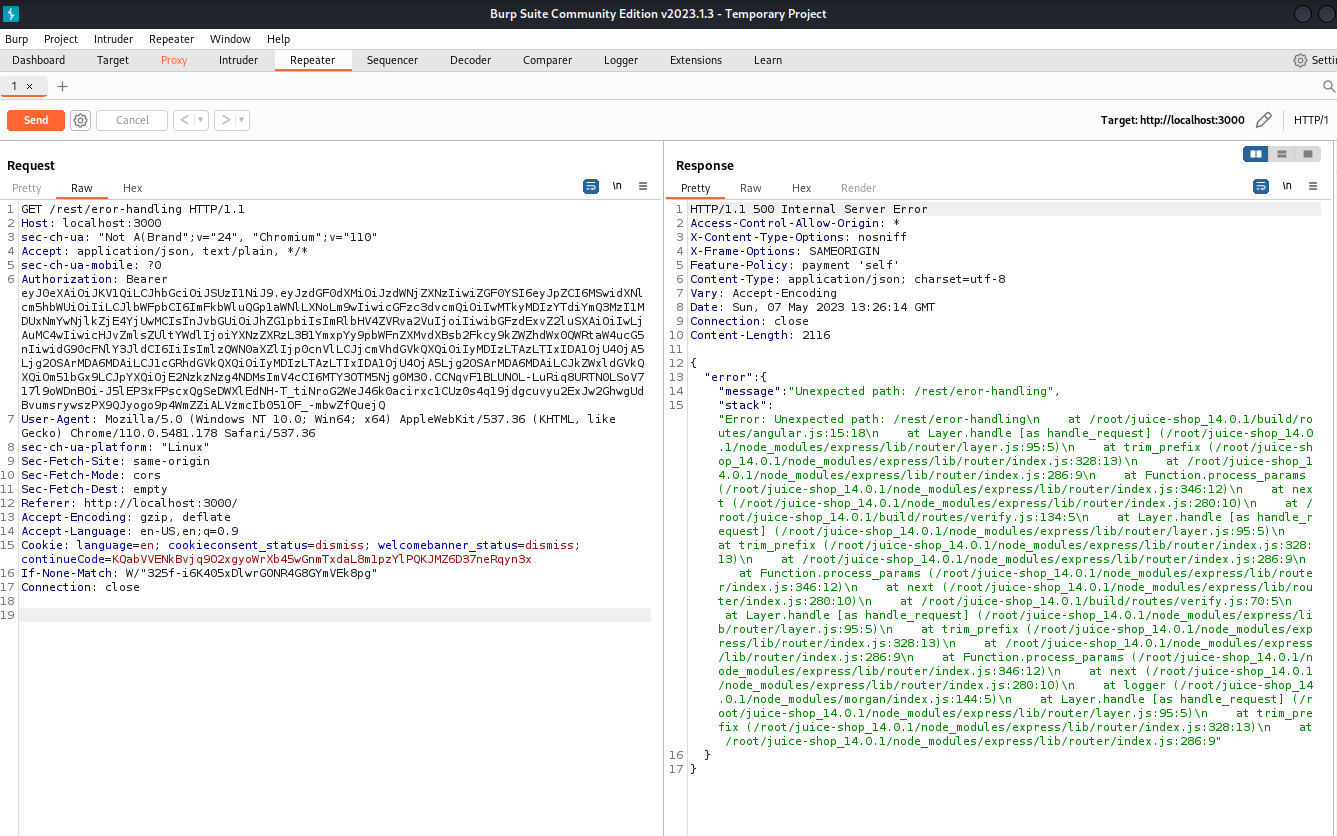 Burp Suite Community Edition v2023.1.3 - Temporary Project
Burp Project Intruder Repeater Window Help
Dashboard Target Proxy Intruder Repeater Sequencer Decoder Comparer Logger Extensions Learn
1 ×
Send Cancel Target: http://localhost:3000 HTTP/1
Request
Pretty Raw Hex \n
1 GET /rest/eror-handling HTTP/1.1
2 Host: localhost:3000
3 sec-ch-ua: "Not A(Brand";v="24", "Chromium";v="110"
4 Accept: application/json, text/plain, */*
5 sec-ch-ua-mobile: ?0
6 Authorization: Bearer
7 User-Agent: Mozilla/5.0 (Windows NT 10.0; Win64; x64) AppleWebKit/537.36 (KHTML, like
Gecko) Chrome/110.0.5481.178 Safari/537.36
8 sec-ch-ua-platform: "Linux"
9 Sec-Fetch-Site: same-origin
10 Sec-Fetch-Mode: cors
11 Sec-Fetch-Dest: empty
12 Referer: http://localhost:3000/
13 Accept-Encoding: gzip, deflate
14 Accept-Language: en-US,en;q=0.9
15 Cookie: language=en; cookieconsent_status=dismiss; welcomebanner_status=dismiss;
16 If-None-Match:
17 Connection: close
18
19
Response
Pretty Raw Hex Render \n
1 HTTP/1.1 500 Internal Server Error
2 Access-Control-Allow-Origin: *
3 X-Content-Type-Options: nosniff
4 X-Frame-Options: SAMEORIGIN
5 Feature-Policy: payment 'self'
6 Content-Type: application/json; charset=utf-8
7 Vary: Accept-Encoding
8 Date: Sun, 07 May 2023 13:26:14 GMT
9 Connection: close
10 Content-Length: 2116
11
12 {
13 "error":{
14 "message":"Unexpected path: /rest/eror-handling",
15 "stack":
"Error: Unexpected path: /rest/eror-handling\n    at /root/juice-shop_14.0.1/build/ro
utes/angular.js:15:18\n    at Layer.handle [as handle_request] (/root/juice-shop_14.0
.1/node_modules/express/lib/router/layer.js:95:5)\n    at trim_prefix (/root/juice-sh
op_14.0.1/node_modules/express/lib/router/index.js:328:13)\n    at /root/juice-shop_1
4.0.1/node_modules/express/lib/router/index.js:286:9\n    at Function.process_params
(/root/juice-shop_14.0.1/node_modules/express/lib/router/index.js:346:12)\n    at nex
t (/root/juice-shop_14.0.1/node_modules/express/lib/router/index.js:280:10)\n    at /
root/juice-shop_14.0.1/build/routes/verify.js:134:5\n    at Layer.handle [as handle_r
equest] (/root/juice-shop_14.0.1/node_modules/express/lib/router/layer.js:95:5)\n
at trim_prefix (/root/juice-shop_14.0.1/node_modules/express/lib/router/index.js:328:
13)\n    at /root/juice-shop_14.0.1/node_modules/express/lib/router/index.js:286:9\n
at Function.process_params (/root/juice-shop_14.0.1/node_modules/express/lib/route
r/index.js:346:12)\n    at next (/root/juice-shop_14.0.1/node_modules/express/lib/rou
ter/index.js:280:10)\n    at /root/juice-shop_14.0.1/build/routes/verify.js:70:5\n
at Layer.handle [as handle_request] (/root/juice-shop_14.0.1/node_modules/express/li
b/router/layer.js:95:5)\n    at trim_prefix (/root/juice-shop_14.0.1/node_modules/exp
ress/lib/router/index.js:328:13)\n    at /root/juice-shop_14.0.1/node_modules/express
/lib/router/index.js:286:9\n    at Function.process_params (/root/juice-shop_14.0.1/n
ode_modules/express/lib/router/index.js:346:12)\n    at next (/root/juice-shop_14.0.1
/node_modules/express/lib/router/index.js:280:10)\n    at logger (/root/juice-shop_14
.0.1/node_modules/morgan/index.js:144:5)\n    at Layer.handle [as handle_request] (/r
oot/juice-shop_14.0.1/node_modules/express/lib/router/layer.js:95:5)\n    at trim_pre
fix (/root/juice-shop_14.0.1/node_modules/express/lib/router/index.js:328:13)\n    at
/root/juice-shop_14.0.1/node_modules/express/lib/router/index.js:286:9"
16 }
17 }